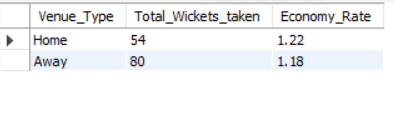 Venue_Type Total_Wickets_taken Economy_Rate
Home 54 1.22
Away 80 1.18